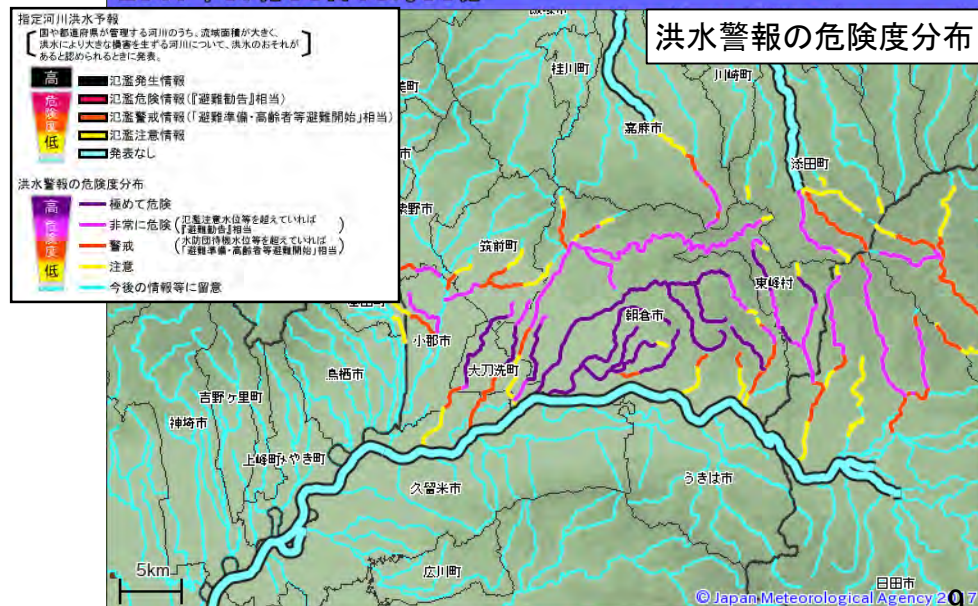 洪水警報の危険度分布
指定河川洪水予報
国や都道府県が管理する河川のうち、流域面積が大きく、
洪水により大きな損害を生ずる河川について、洪水のおそれが
あると認められるときに発表。
高
危険度
低
氾濫発生情報
氾濫危険情報(『避難勧告』相当)
氾濫警戒情報(「避難準備・高齢者等避難開始」相当)
氾濫注意情報
発表なし
洪水警報の危険度分布
高
危険度
低
極めて危険
非常に危険(氾濫注意水位等を超えていれば
『避難勧告』相当)
警戒(水防団待機水位等を超えていれば
「避難準備・高齢者等避難開始」相当)
注意
今後の情報等に留意
桂川町
川崎町
嘉麻市
添田町
筑前町
東峰村
朝倉市
小郡市
大刀洗町
鳥栖市
吉野ヶ里町
神埼市
上峰町
みやき町
久留米市
うきは市
広川町
日田市
5km
© Japan Meteorological Agency